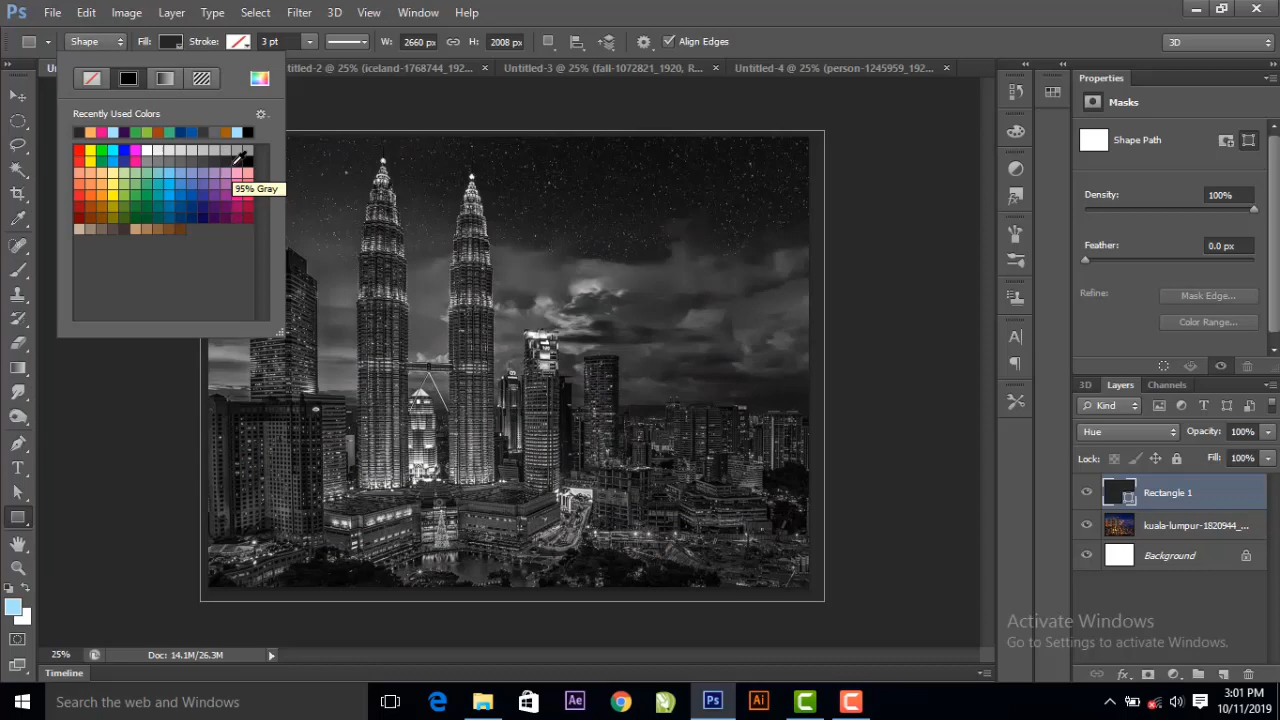 Ps File Edit Image Layer Type Select Filter 3D View Window Help
Shape Fill: Stroke: 3 pt W: 2660 px H: 2008 px Align Edges 3D
ntitled-2 @ 25% (iceland-1768744_192... × Untitled-3 @ 25% (fall-1072821_1920, R... × Untitled-4 @ 25% (person-1245959_192... ×
Recently Used Colors
95% Gray
Properties
Masks
Shape Path
Density: 100%
Feather: 0.0 px
Refine: Mask Edge...
Color Range...
3D Layers Channels
Kind
Hue Opacity: 100%
Lock: Fill: 100%
Rectangle 1
kuala-lumpur-1820944_...
Background
Activate Windows
Go to Settings to activate Windows.
25% Doc: 14.1M/26.3M
Timeline
Search the web and Windows
Ae Ps Ai
3:01 PM
10/11/2019